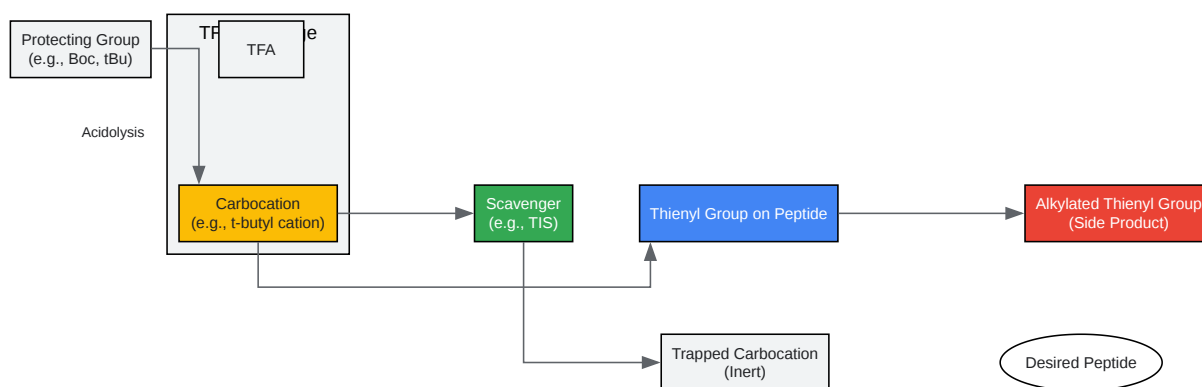 Protecting Group
(e.g., Boc, tBu)
TFA
Acidolysis
Carbocation
(e.g., t-butyl cation)
Scavenger
(e.g., TIS)
Thienyl Group on Peptide
Alkylated Thienyl Group
(Side Product)
Trapped Carbocation
(Inert)
Desired Peptide